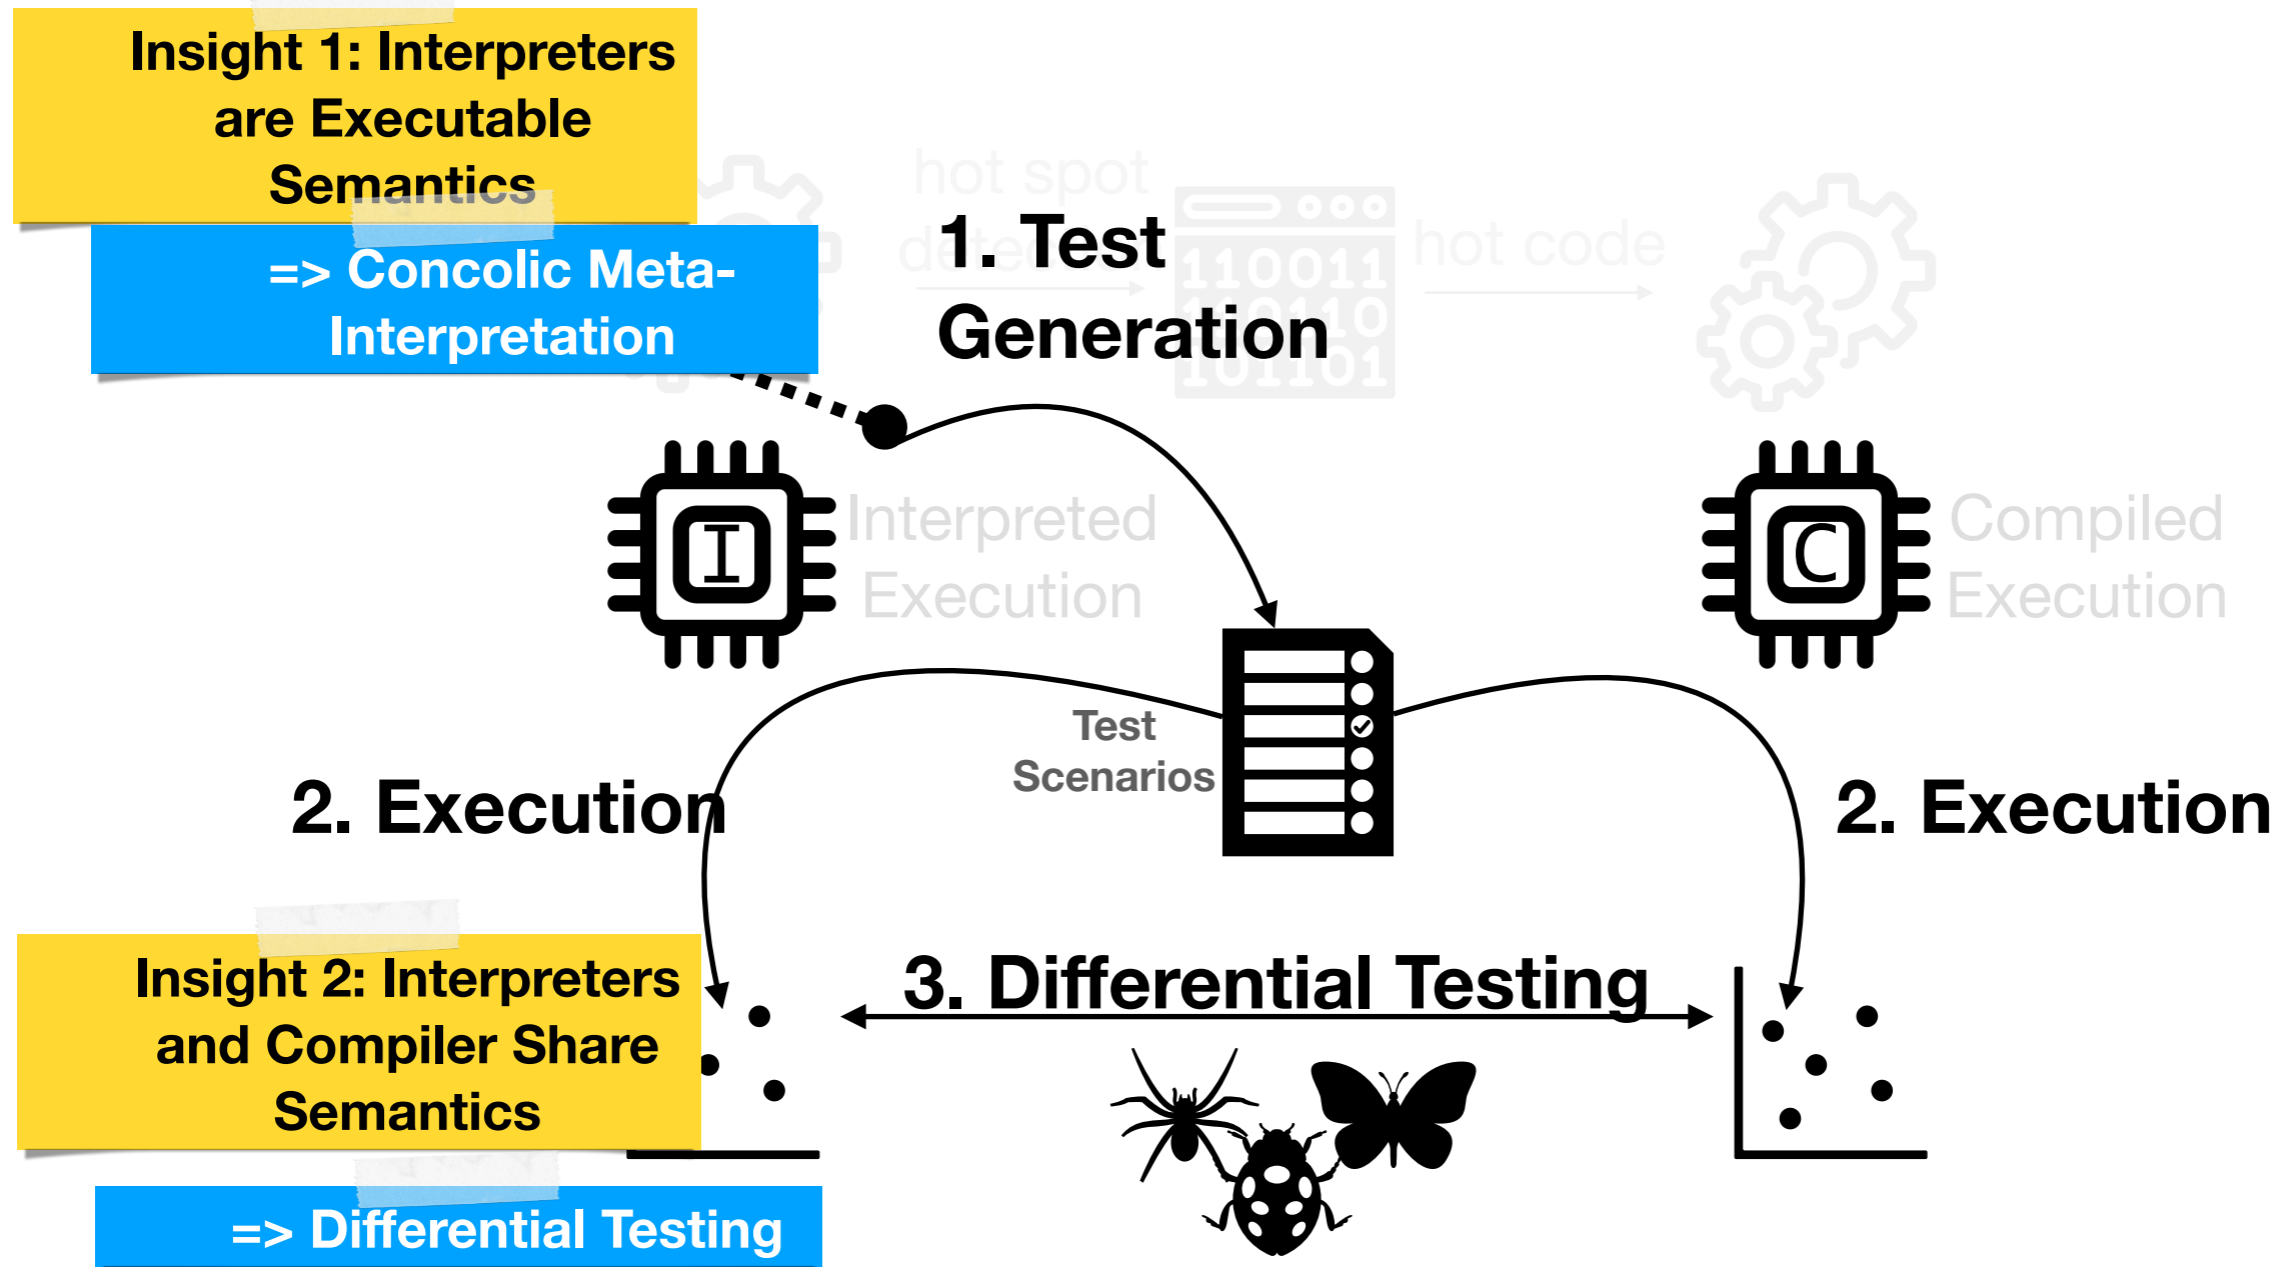 Insight 1: Interpreters
are Executable
Semantics
=> Concolic Meta-
Interpretation
hot spot
1. Test
Generation
110011
101101
hot code
I
Interpreted
Execution
C
Compiled
Execution
Test
Scenarios
2. Execution
2. Execution
Insight 2: Interpreters
and Compiler Share
Semantics
=> Differential Testing
3. Differential Testing